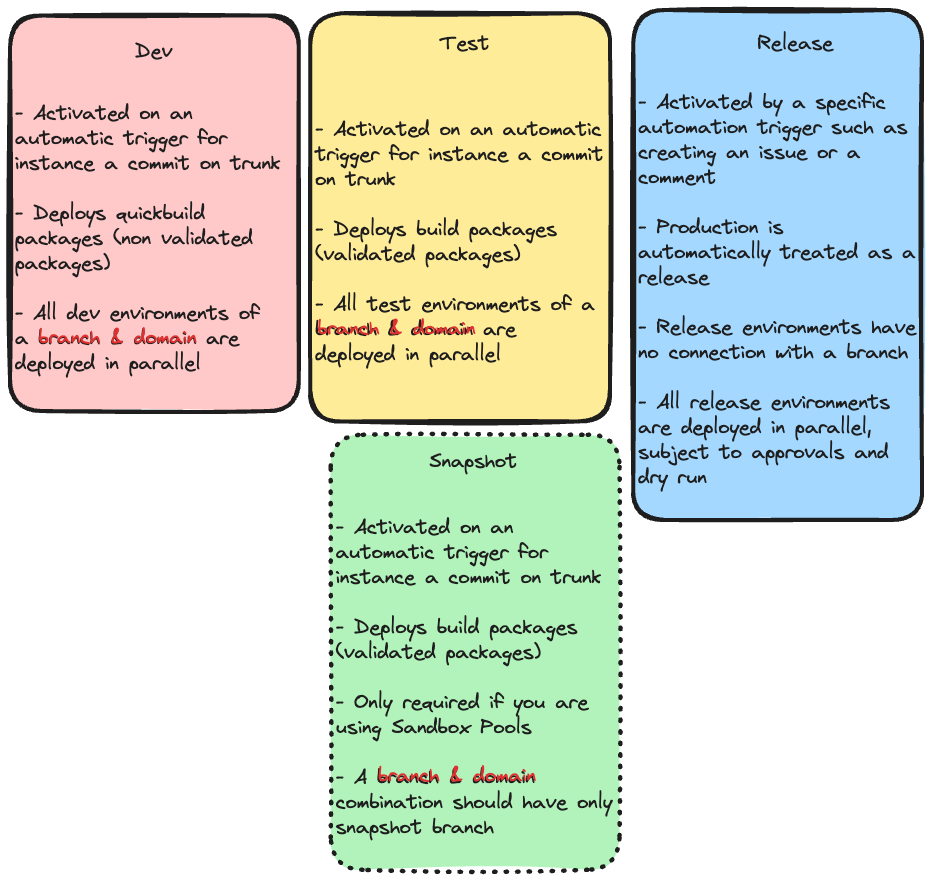 Dev
- Activated on an
automatic trigger for
instance a commit on trunk
- Deploys quickbuild
packages (non validated
packages)
- All dev environments of
a branch & domain are
deployed in parallel
Test
- Activated on an automatic
trigger for instance a commit
on trunk
- Deploys build packages
(validated packages)
- All test environments of a
branch & domain are
deployed in parallel
Release
- Activated by a specific
automation trigger such as
creating an issue or a
comment
- Production is
automatically treated as a
release
- Release environments have
no connection with a branch
- All release environments
are deployed in parallel,
subject to approvals and
dry run
Snapshot
- Activated on an
automatic trigger for
instance a commit on trunk
- Deploys build packages
(validated packages)
- Only required if you are
using Sandbox Pools
- A branch & domain
combination should have only
snapshot branch